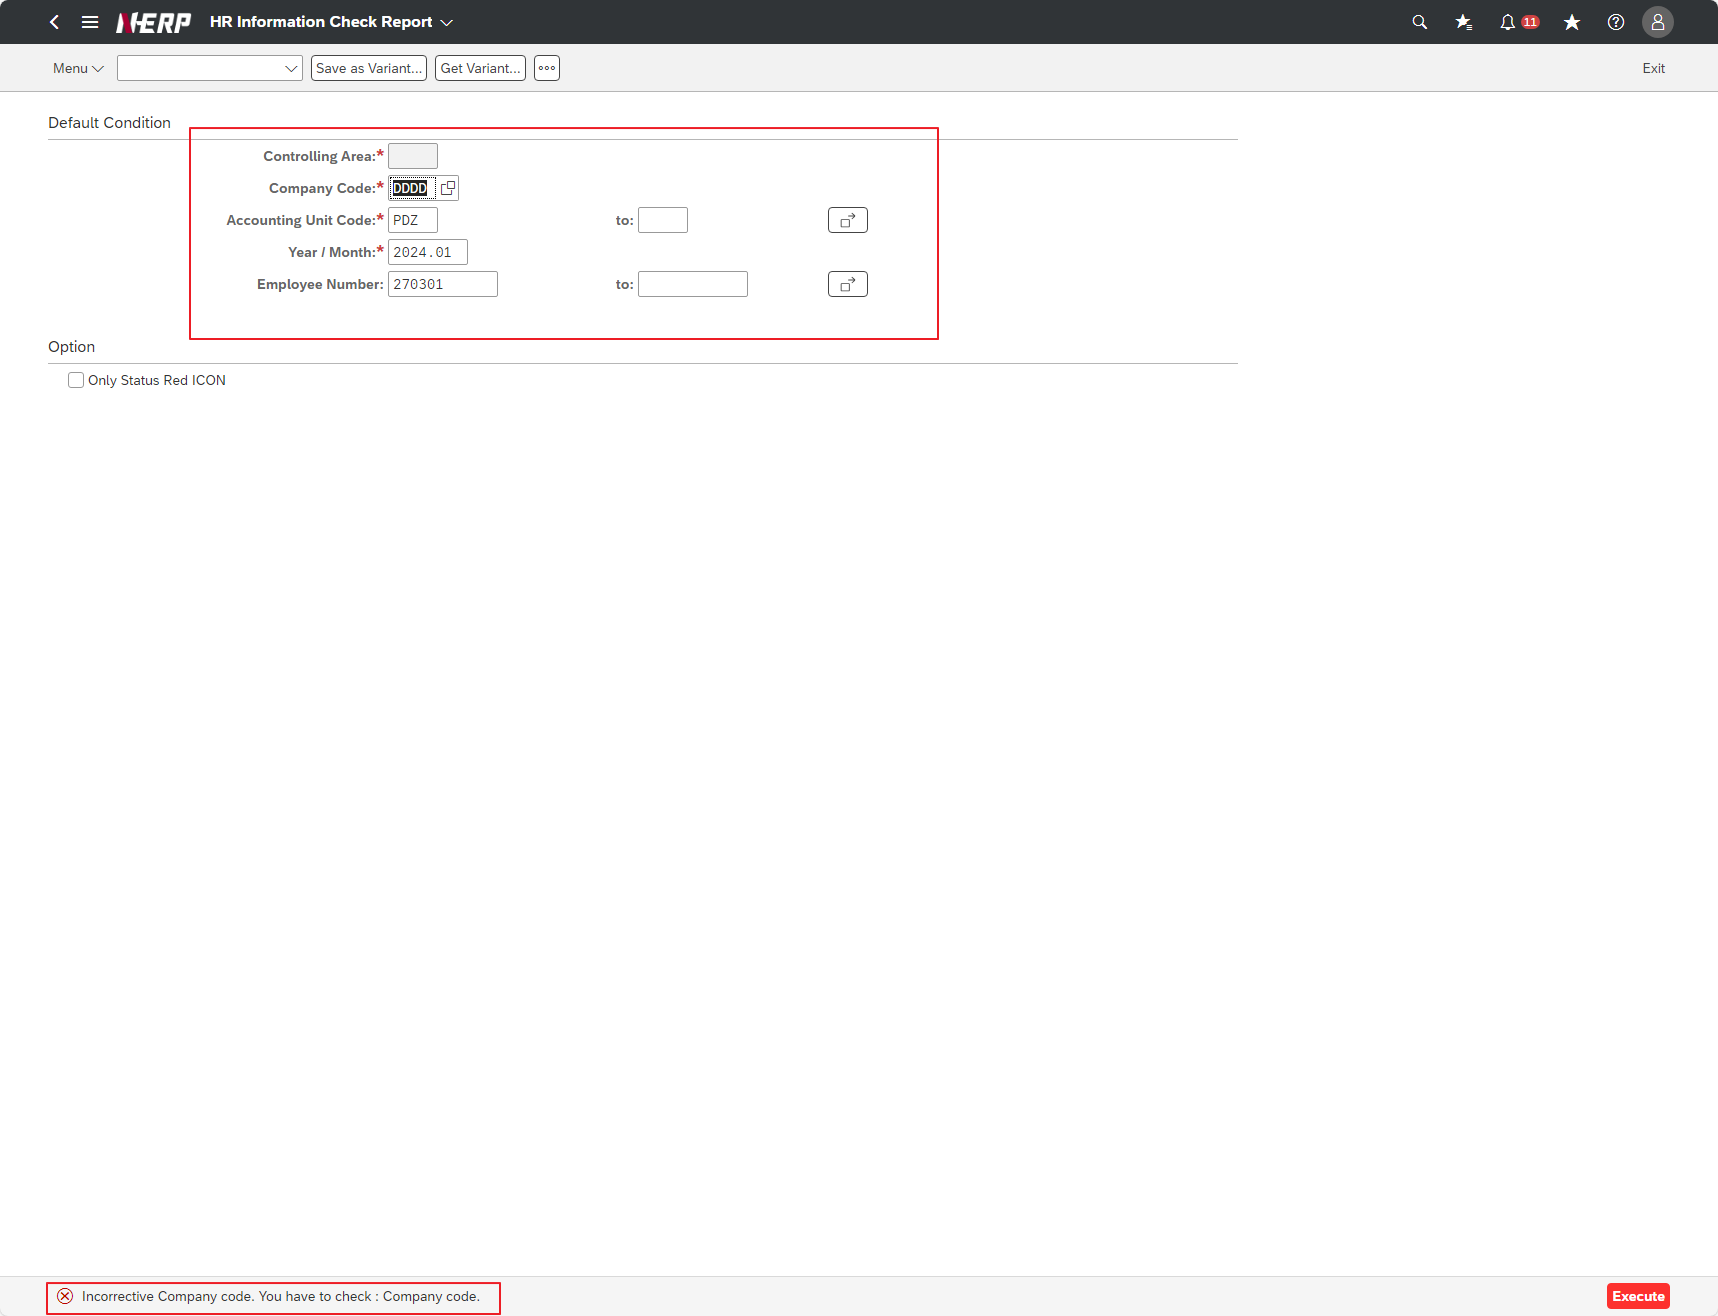 NERP HR Information Check Report 11
Menu Save as Variant... Get Variant... Exit
Default Condition
Controlling Area:*
Company Code:* DDDD
Accounting Unit Code:* PDZ to:
Year / Month:* 2024.01
Employee Number: 270301 to:
Option
Only Status Red ICON
Incorrective Company code. You have to check : Company code. Execute